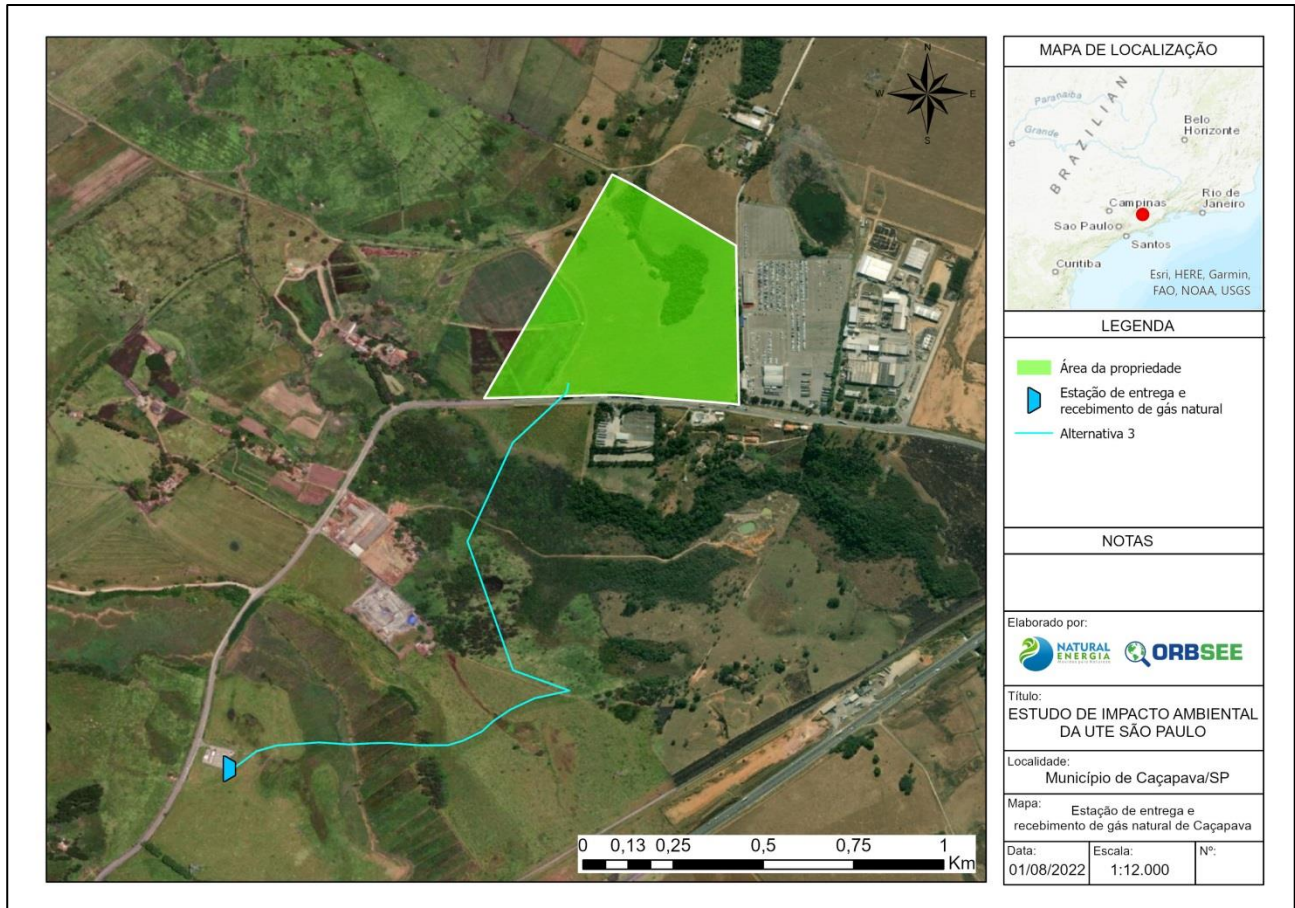 N
W
E
S
0 0,13 0,25 0,5 0,75 1
Km
MAPA DE LOCALIZAÇÃO
Paranaíba
Grande
e
BRAZILIAN
Belo
Horizonte
Rio de
Janeiro
Campinas
Sao Paulo
Santos
Curitiba
Esri, HERE, Garmin,
FAO, NOAA, USGS
LEGENDA
Área da propriedade
Estação de entrega e
recebimento de gás natural
Alternativa 3
NOTAS
Elaborado por:
NATURAL
ENERGIA
ORBSEE
Título:
ESTUDO DE IMPACTO AMBIENTAL
DA UTE SÃO PAULO
Localidade:
Município de Caçapava/SP
Mapa:
Estação de entrega e
recebimento de gás natural de Caçapava
Data:
01/08/2022
Escala:
1:12.000
Nº: